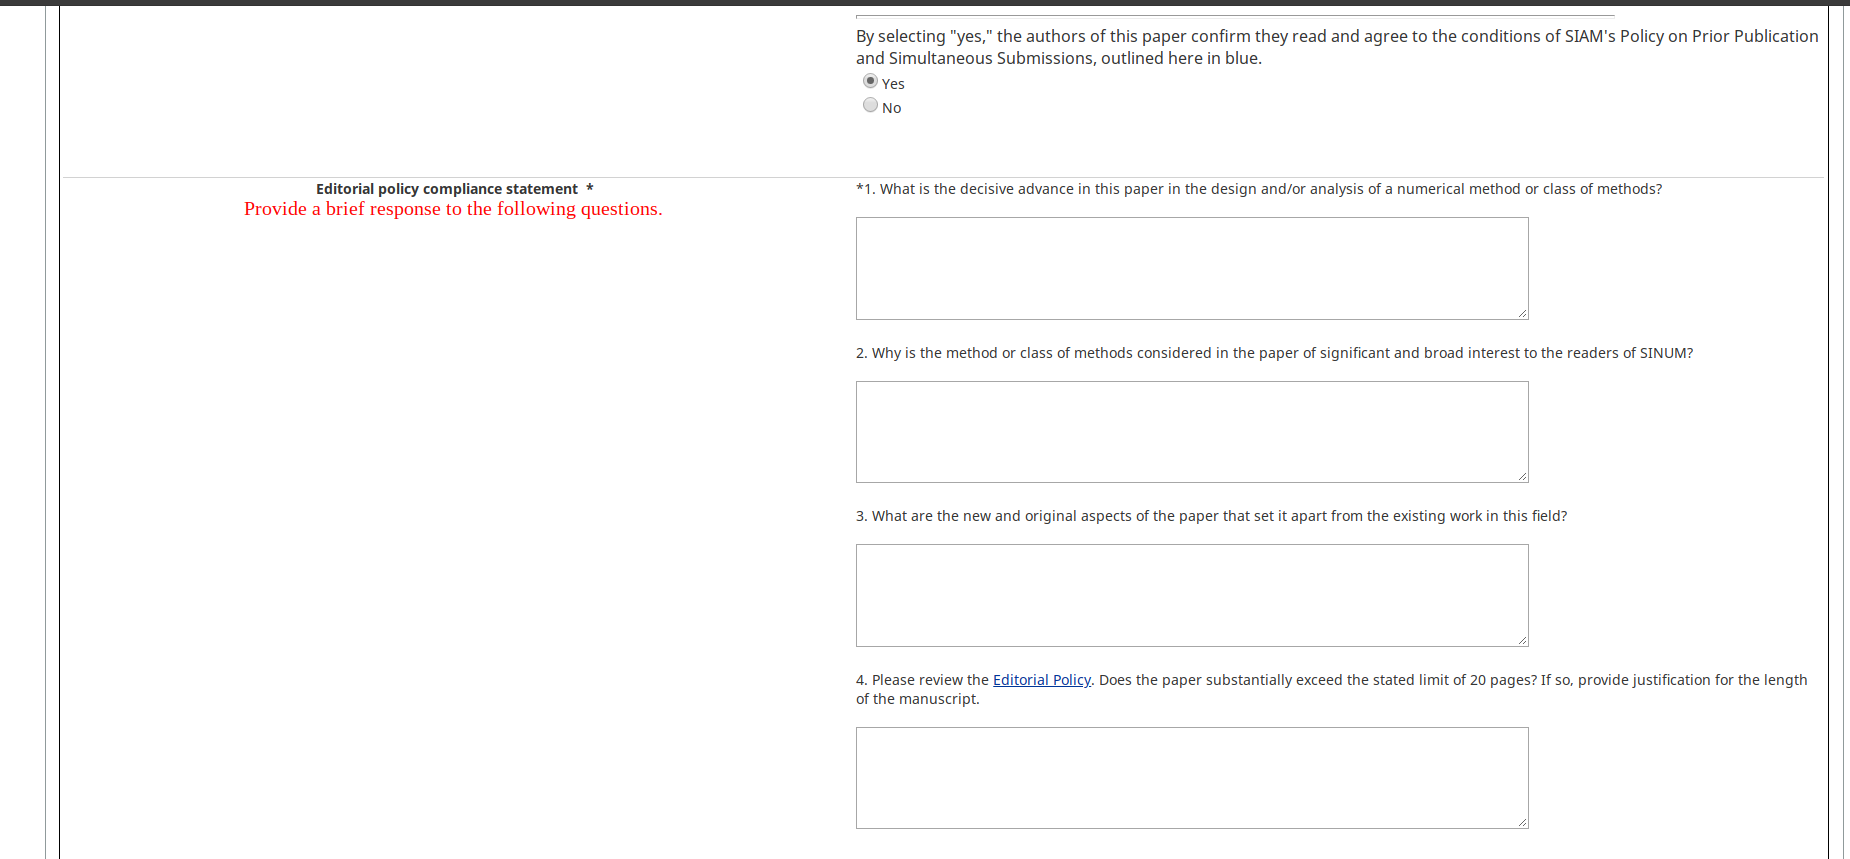 By selecting "yes," the authors of this paper confirm they read and agree to the conditions of SIAM's Policy on Prior Publication
and Simultaneous Submissions, outlined here in blue.
Yes
No
Editorial policy compliance statement *
Provide a brief response to the following questions.
*1. What is the decisive advance in this paper in the design and/or analysis of a numerical method or class of methods?
2. Why is the method or class of methods considered in the paper of significant and broad interest to the readers of SINUM?
3. What are the new and original aspects of the paper that set it apart from the existing work in this field?
4. Please review the Editorial Policy. Does the paper substantially exceed the stated limit of 20 pages? If so, provide justification for the length
of the manuscript.